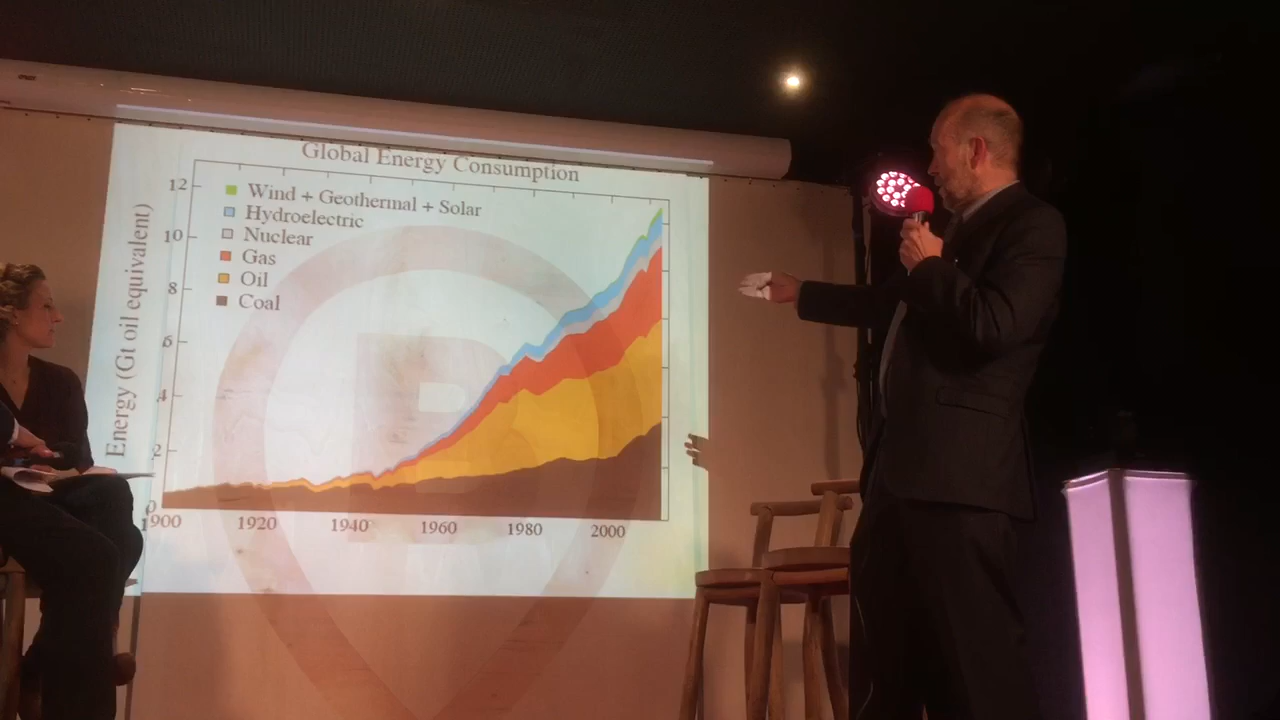 Global Energy Consumption
12
Wind + Geothermal + Solar
Hydroelectric
10
Nuclear
Gas
Oil
8
Coal
6
4
2
0
Energy (Gt oil equivalent)
1900 1920 1940 1960 1980 2000
B